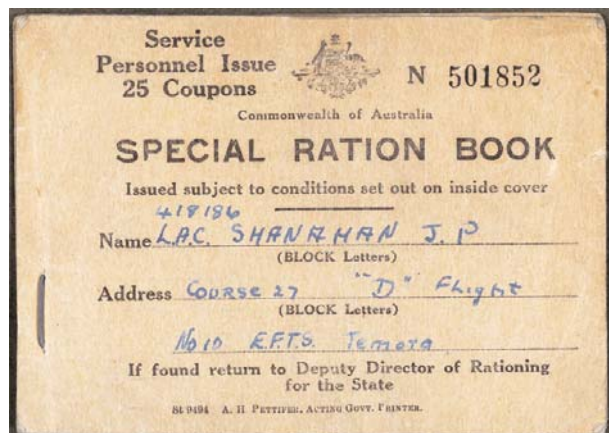 Service
Personnel Issue
25 Coupons
N 501852
Commonwealth of Australia
SPECIAL RATION BOOK
Issued subject to conditions set out on inside cover
418186
Name L.A.C. SHANAHAN J. P
(BLOCK Letters)
Address COURSE 27 "D" FLight
(BLOCK Letters)
No 10 E.F.T.S. Temora
If found return to Deputy Director of Rationing
for the State
St 9494 A. H PETTIFER, ACTING GOVT. PRINTER.